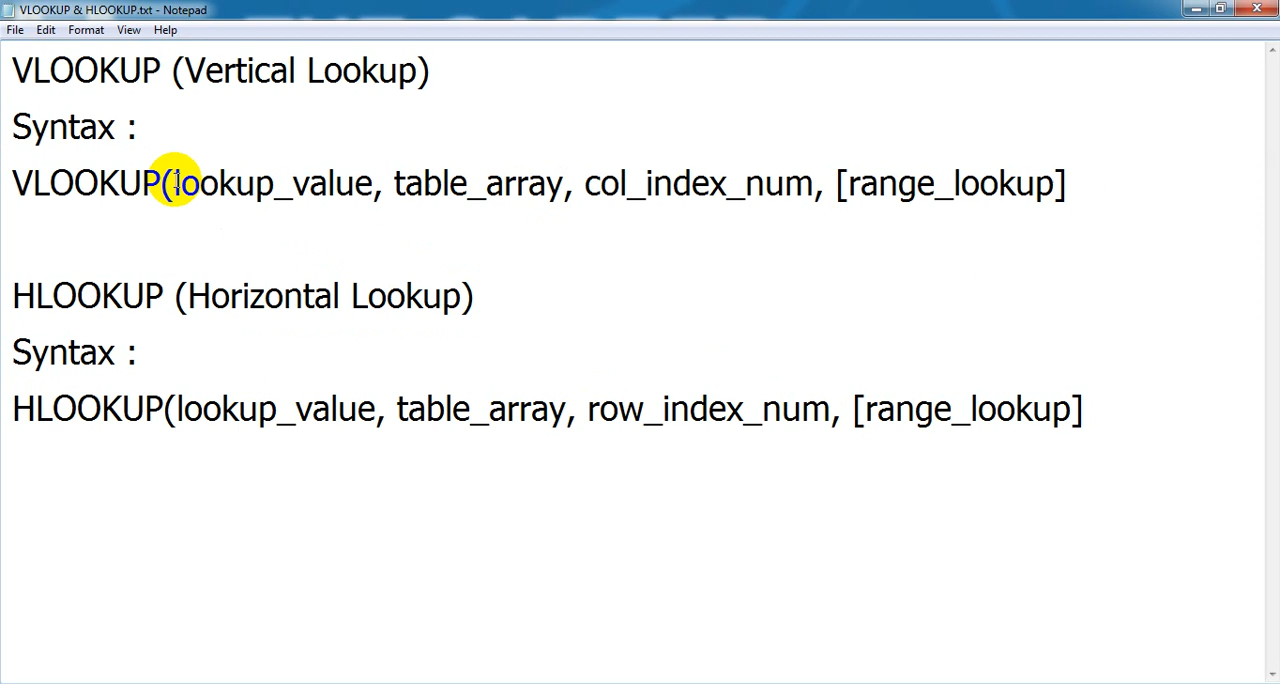 VLOOKUP & HLOOKUP.txt - Notepad
File Edit Format View Help
VLOOKUP (Vertical Lookup)
Syntax :
VLOOKUP(lookup_value, table_array, col_index_num, [range_lookup]
HLOOKUP (Horizontal Lookup)
Syntax :
HLOOKUP(lookup_value, table_array, row_index_num, [range_lookup]